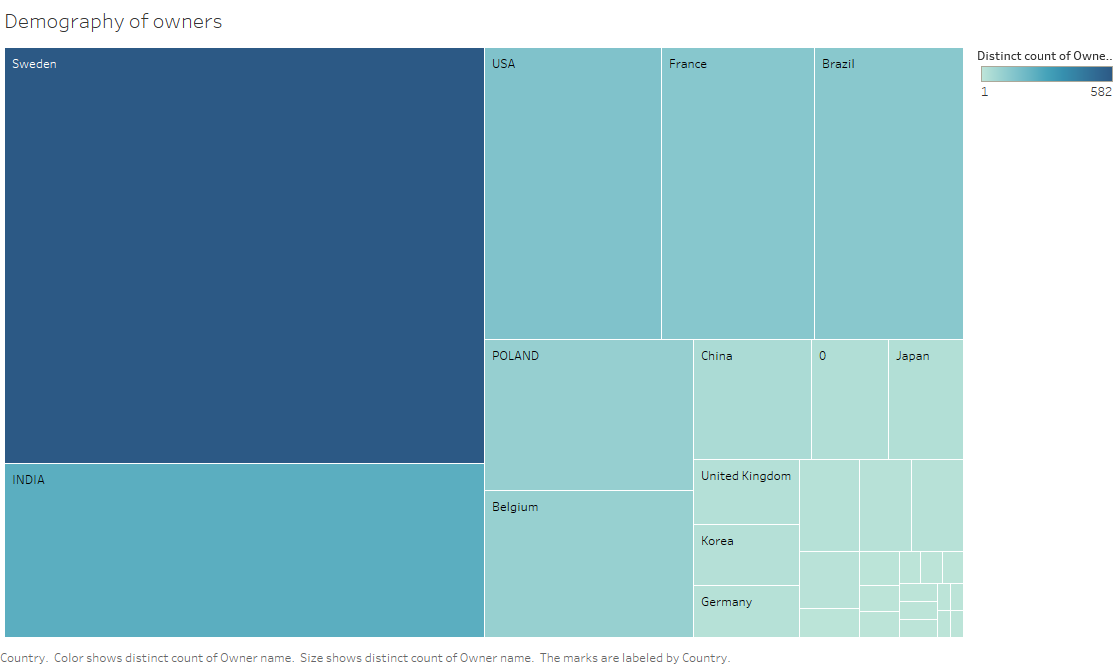 Demography of owners
Sweden
USA
France
Brazil
Distinct count of Owne..
1
582
POLAND
China
0
Japan
INDIA
United Kingdom
Belgium
Korea
Germany
Country.  Color shows distinct count of Owner name.  Size shows distinct count of Owner name.  The marks are labeled by Country.